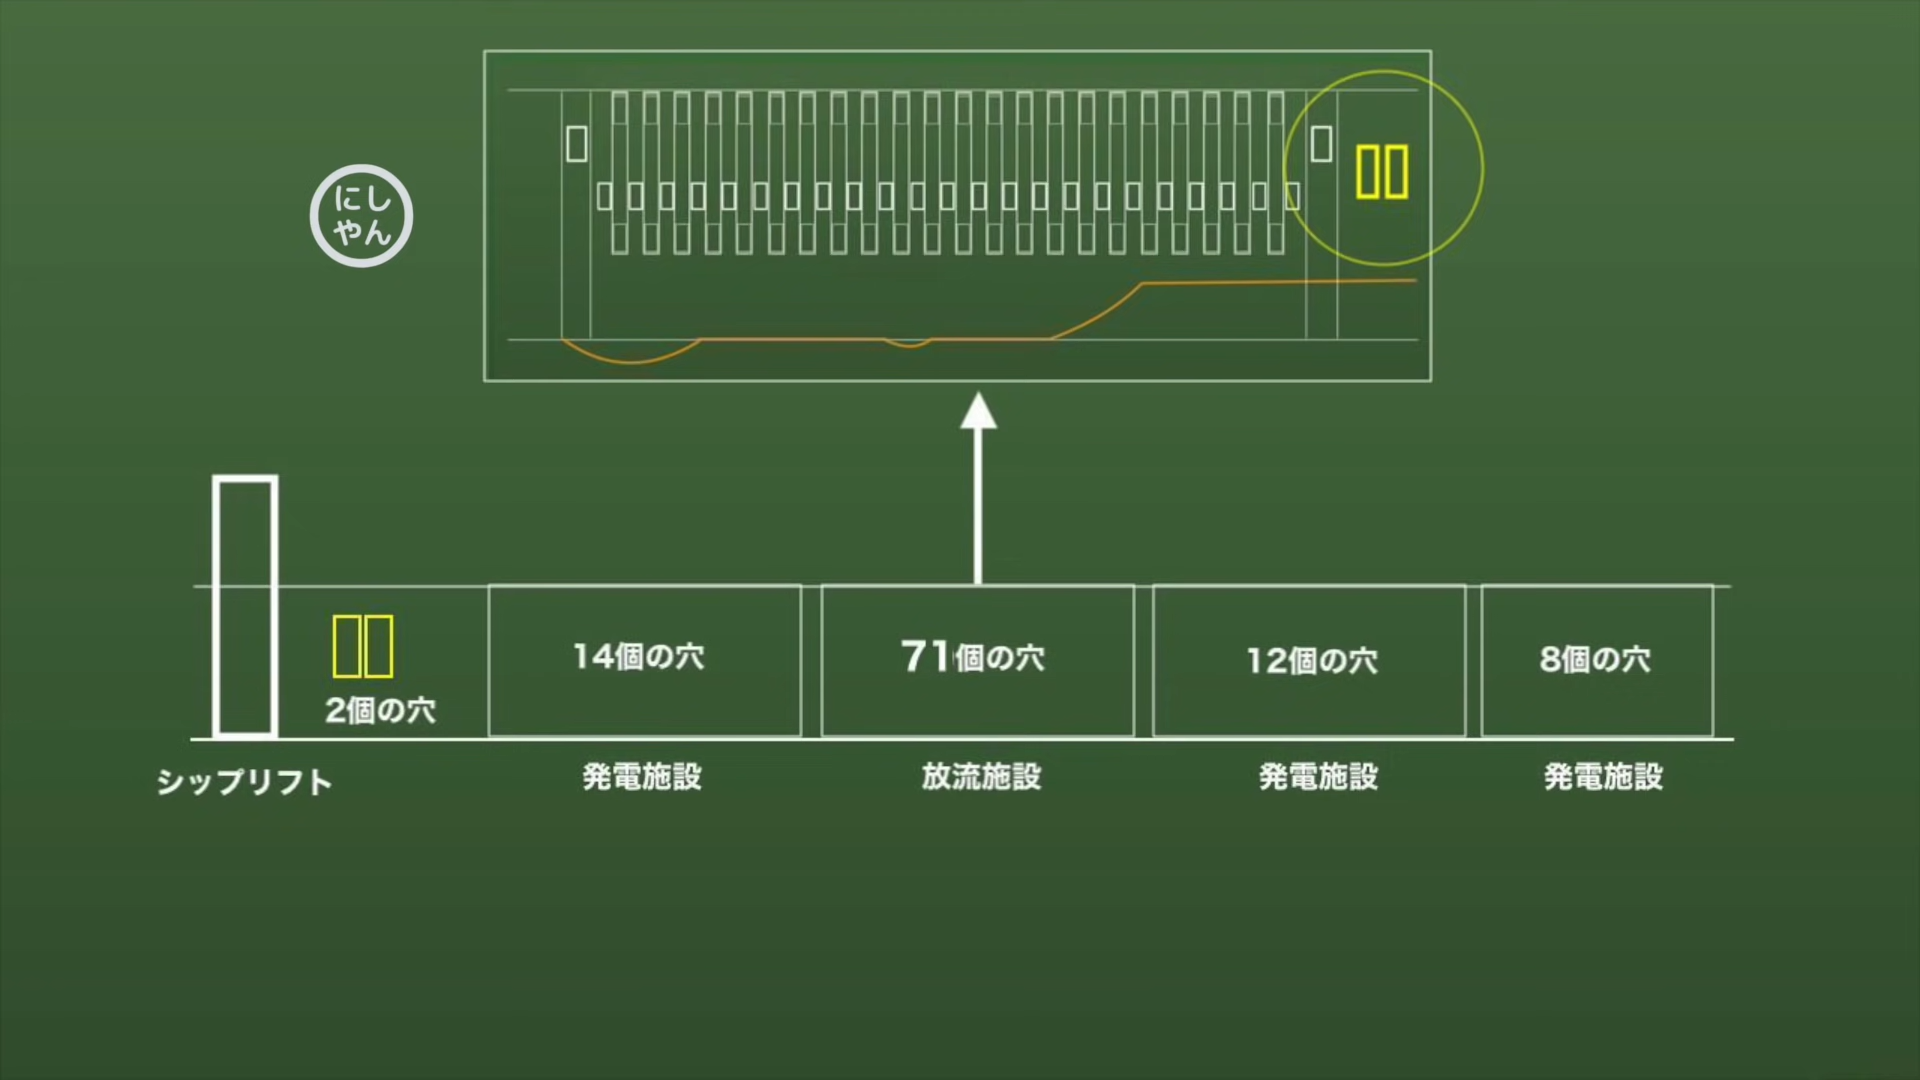 にし
やん
14個の穴
71個の穴
12個の穴
8個の穴
2個の穴
シップリフト
発電施設
放流施設
発電施設
発電施設